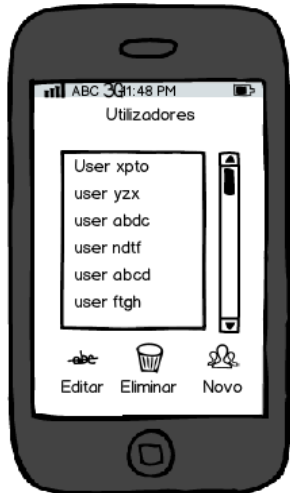 ABC 3G 11:48 PM
Utilizadores
User xpto
user yzx
user abdc
user ndtf
user abcd
user ftgh
abc
Editar Eliminar Novo